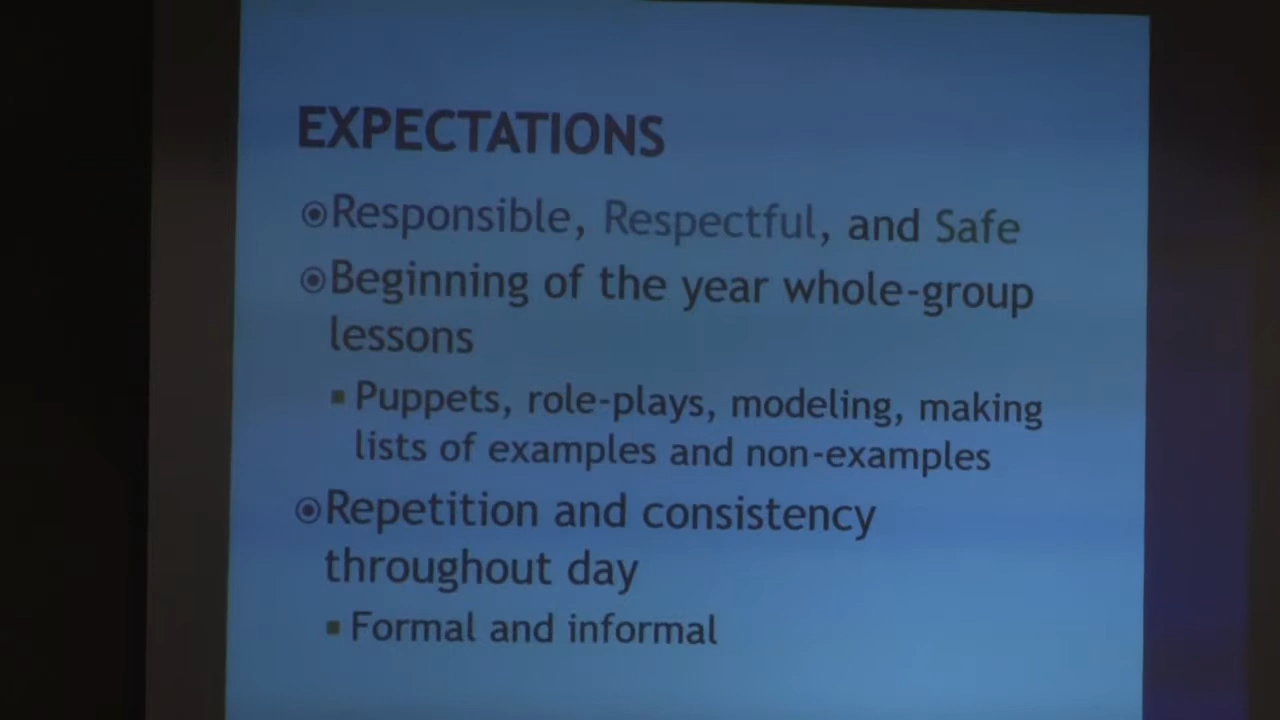 EXPECTATIONS
Responsible, Respectful, and Safe
Beginning of the year whole-group
lessons
Puppets, role-plays, modeling, making
lists of examples and non-examples
Repetition and consistency
throughout day
Formal and informal